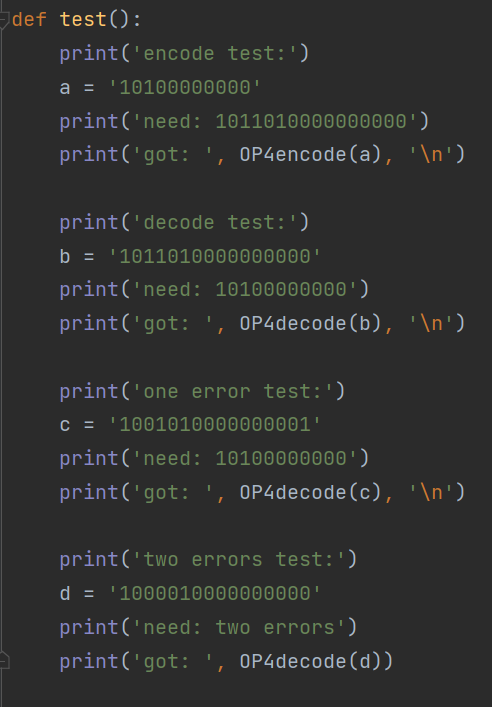 def test():
    print('encode test:')
    a = '10100000000'
    print('need: 1011010000000000')
    print('got: ', OP4encode(a), '\n')

    print('decode test:')
    b = '1011010000000000'
    print('need: 10100000000')
    print('got: ', OP4decode(b), '\n')

    print('one error test:')
    c = '1001010000000001'
    print('need: 10100000000')
    print('got: ', OP4decode(c), '\n')

    print('two errors test:')
    d = '1000010000000000'
    print('need: two errors')
    print('got: ', OP4decode(d))